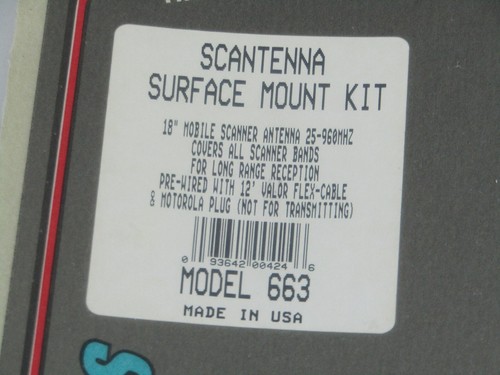 SCANTENNA
SURFACE MOUNT KIT
18" MOBILE SCANNER ANTENNA 25-960MHZ
COVERS ALL SCANNER BANDS
FOR LONG RANGE RECEPTION
PRE-WIRED WITH 12' VALOR FLEX-CABLE
& MOTOROLA PLUG (NOT FOR TRANSMITTING)
0 93642 00424 6
MODEL 663
MADE IN USA
S